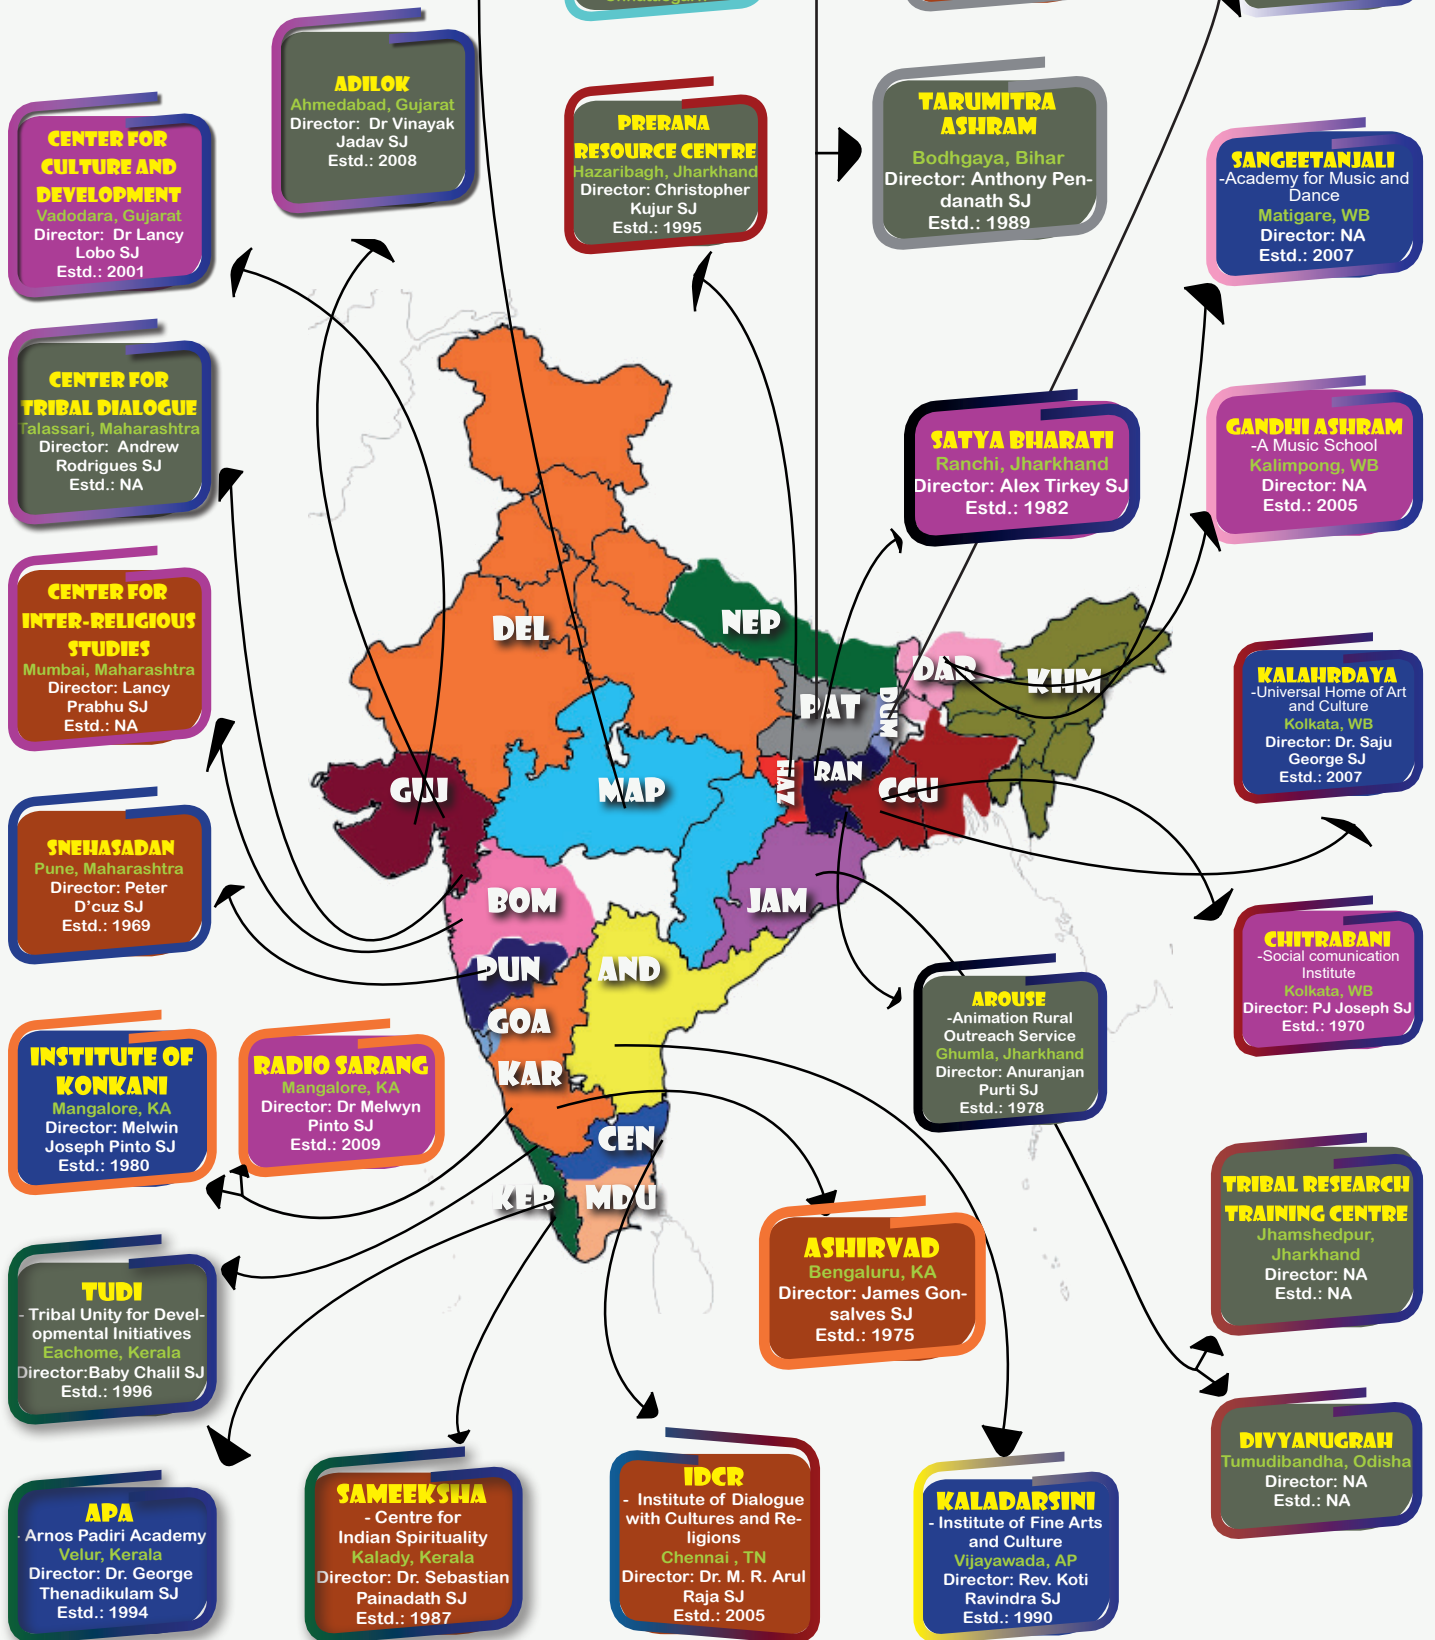 ADILOK
Ahmedabad, Gujarat
Director: Dr Vinayak
Jadav SJ
Estd.: 2008
CENTER FOR
CULTURE AND
DEVELOPMENT
Vadodara, Gujarat
Director: Dr Lancy
Lobo SJ
Estd.: 2001
PRERANA
RESOURCE CENTRE
Hazaribagh, Jharkhand
Director: Christopher
Kujur SJ
Estd.: 1995
TARUMITRA
ASHRAM
Bodhgaya, Bihar
Director: Anthony Pen-
danath SJ
Estd.: 1989
SANGEETANJALI
-Academy for Music and
Dance
Matigare, WB
Director: NA
Estd.: 2007
CENTER FOR
TRIBAL DIALOGUE
Talassari, Maharashtra
Director: Andrew
Rodrigues SJ
Estd.: NA
SATYA BHARATI
Ranchi, Jharkhand
Director: Alex Tirkey SJ
Estd.: 1982
GANDHI ASHRAM
-A Music School
Kalimpong, WB
Director: NA
Estd.: 2005
CENTER FOR
INTER-RELIGIOUS
STUDIES
Mumbai, Maharashtra
Director: Lancy
Prabhu SJ
Estd.: NA
DEL
NEP
DAR
KHM
PAT
DUM
GUJ
MAP
HAZ
RAN
CCU
BOM
JAM
PUN
AND
GOA
KAR
CEN
KER
MDU
KALAHRDAYA
-Universal Home of Art
and Culture
Kolkata, WB
Director: Dr. Saju
George SJ
Estd.: 2007
SNEHASADAN
Pune, Maharashtra
Director: Peter
D'cuz SJ
Estd.: 1969
CHITRABANI
-Social comunication
Institute
Kolkata, WB
Director: PJ Joseph SJ
Estd.: 1970
AROUSE
-Animation Rural
Outreach Service
Ghumla, Jharkhand
Director: Anuranjan
Purti SJ
Estd.: 1978
INSTITUTE OF
KONKANI
Mangalore, KA
Director: Melwin
Joseph Pinto SJ
Estd.: 1980
RADIO SARANG
Mangalore, KA
Director: Dr Melwyn
Pinto SJ
Estd.: 2009
TRIBAL RESEARCH
TRAINING CENTRE
Jhamshedpur,
Jharkhand
Director: NA
Estd.: NA
TUDI
- Tribal Unity for Devel-
opmental Initiatives
Eachome, Kerala
Director:Baby Chalil SJ
Estd.: 1996
ASHIRVAD
Bengaluru, KA
Director: James Gon-
salves SJ
Estd.: 1975
DIVYANUGRAH
Tumudibandha, Odisha
Director: NA
Estd.: NA
APA
- Arnos Padiri Academy
Velur, Kerala
Director: Dr. George
Thenadikulam SJ
Estd.: 1994
SAMEEKSHA
- Centre for
Indian Spirituality
Kalady, Kerala
Director: Dr. Sebastian
Painadath SJ
Estd.: 1987
IDCR
- Institute of Dialogue
with Cultures and Re-
ligions
Chennai , TN
Director: Dr. M. R. Arul
Raja SJ
Estd.: 2005
KALADARSINI
- Institute of Fine Arts
and Culture
Vijayawada, AP
Director: Rev. Koti
Ravindra SJ
Estd.: 1990